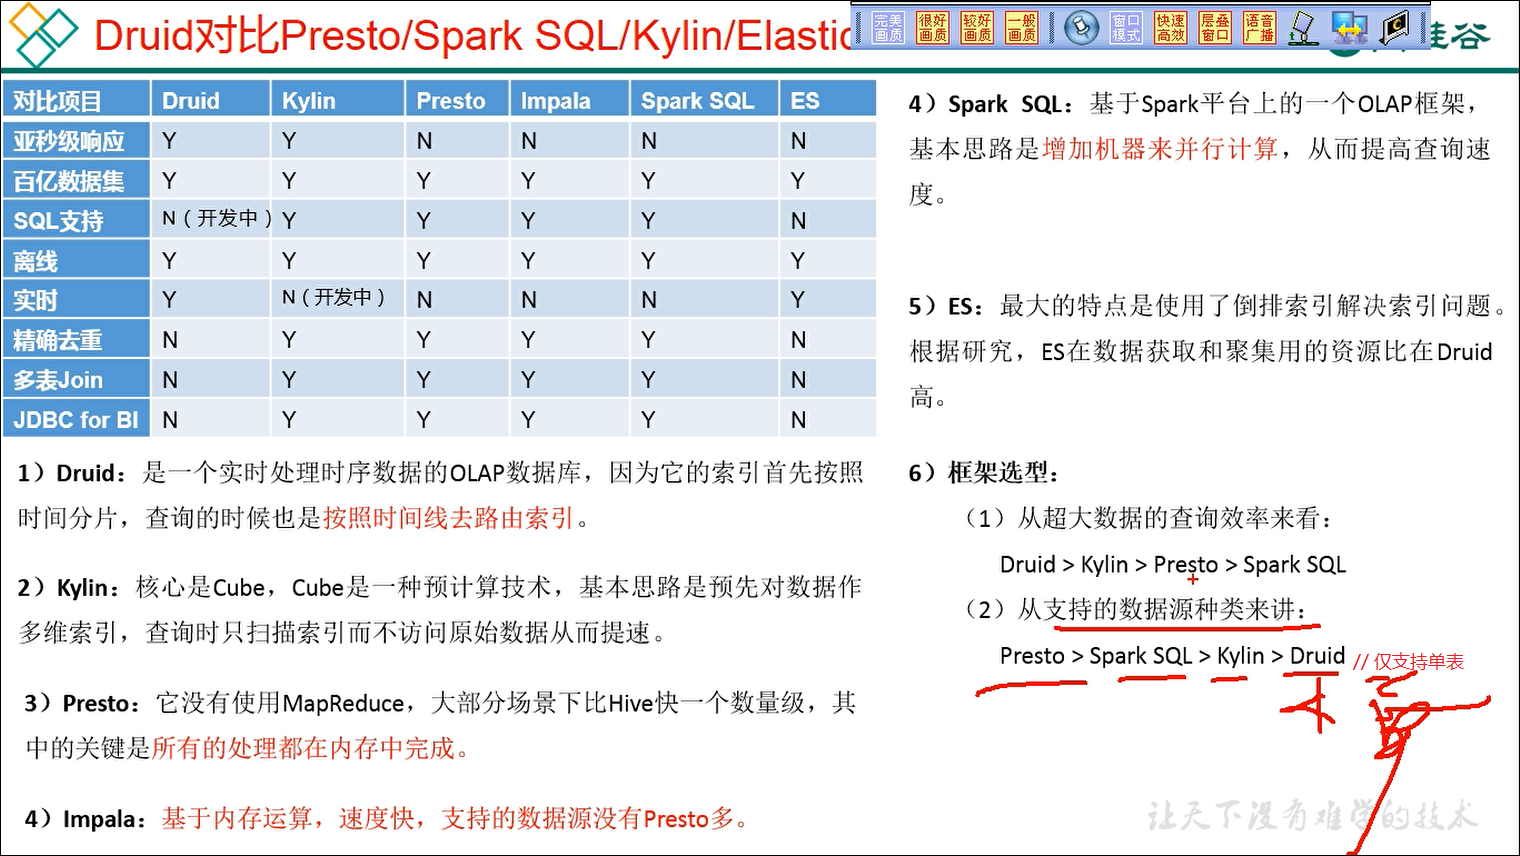 Druid对比Presto/Spark SQL/Kylin/Elastic
完美画质 很好画质 较好画质 一般画质 窗口模式 快速高效 层叠窗口 语音广播
硅谷
对比项目 Druid Kylin Presto Impala Spark SQL ES
亚秒级响应 Y Y N N N N
百亿数据集 Y Y Y Y Y Y
SQL支持 N（开发中） Y Y Y Y N
离线 Y Y Y Y Y Y
实时 Y N（开发中） N N N Y
精确去重 N Y Y Y Y N
多表Join N Y Y Y Y N
JDBC for BI N Y Y Y Y N
1）Druid：是一个实时处理时序数据的OLAP数据库，因为它的索引首先按照
时间分片，查询的时候也是按照时间线去路由索引。
2）Kylin：核心是Cube，Cube是一种预计算技术，基本思路是预先对数据作
多维索引，查询时只扫描索引而不访问原始数据从而提速。
3）Presto：它没有使用MapReduce，大部分场景下比Hive快一个数量级，其
中的关键是所有的处理都在内存中完成。
4）Impala：基于内存运算，速度快，支持的数据源没有Presto多。
4）Spark SQL：基于Spark平台上的一个OLAP框架，
基本思路是增加机器来并行计算，从而提高查询速
度。
5）ES：最大的特点是使用了倒排索引解决索引问题。
根据研究，ES在数据获取和聚集用的资源比在Druid
高。
6）框架选型：
（1）从超大数据的查询效率来看：
Druid > Kylin > Presto > Spark SQL
（2）从支持的数据源种类来讲：
Presto > Spark SQL > Kylin > Druid // 仅支持单表
让天下没有难学的技术